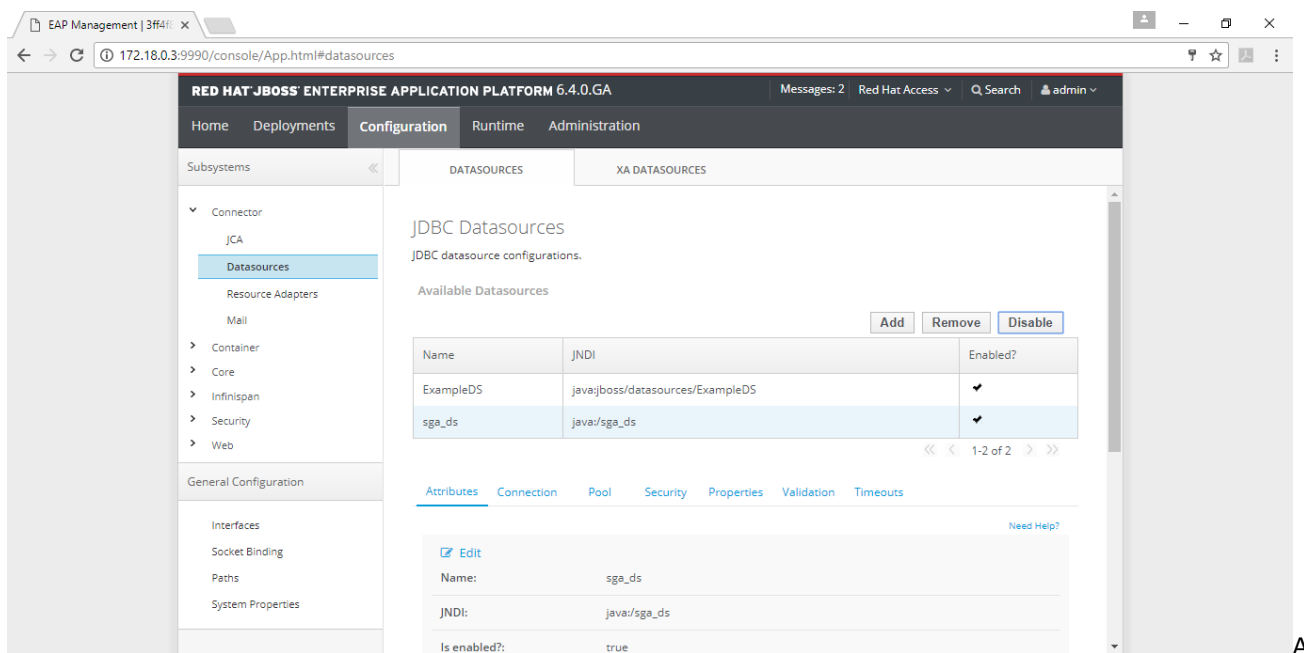 EAP Management | 3ff4f8
172.18.0.3:9990/console/App.html#datasources
RED HAT JBOSS ENTERPRISE APPLICATION PLATFORM 6.4.0.GA Messages: 2 Red Hat Access Search admin
Home Deployments Configuration Runtime Administration
Subsystems
DATASOURCES XA DATASOURCES
Connector
JCA
Datasources
Resource Adapters
Mail
Container
Core
Infinispan
Security
Web
General Configuration
Interfaces
Socket Binding
Paths
System Properties
JDBC Datasources
JDBC datasource configurations.
Available Datasources
Add Remove Disable
Name JNDI Enabled?
ExampleDS java:jboss/datasources/ExampleDS
sga_ds java:/sga_ds
1-2 of 2
Attributes Connection Pool Security Properties Validation Timeouts
Need Help?
Edit
Name: sga_ds
JNDI: java:/sga_ds
Is enabled?: true